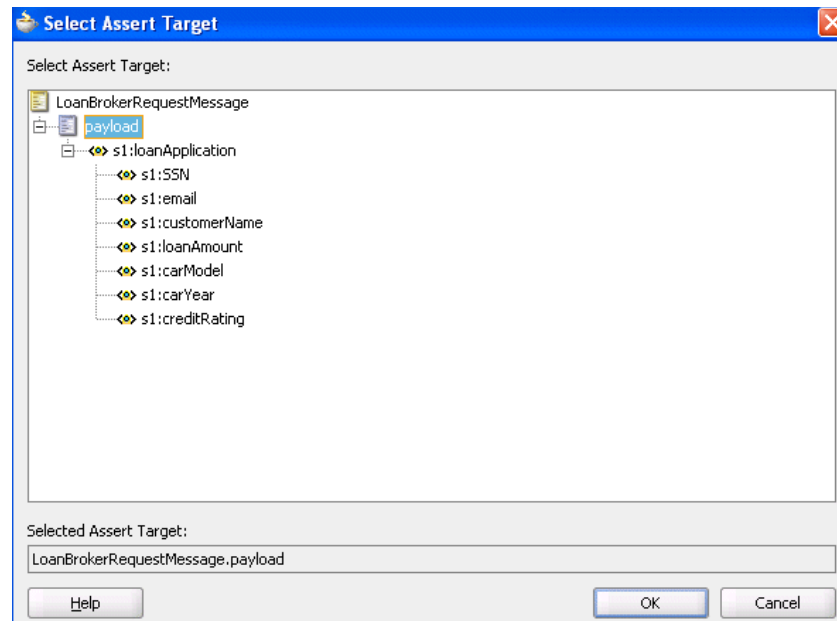 Select Assert Target
Select Assert Target:
LoanBrokerRequestMessage
payload
s1:loanApplication
s1:SSN
s1:email
s1:customerName
s1:loanAmount
s1:carModel
s1:carYear
s1:creditRating
Selected Assert Target:
LoanBrokerRequestMessage.payload
Help OK Cancel